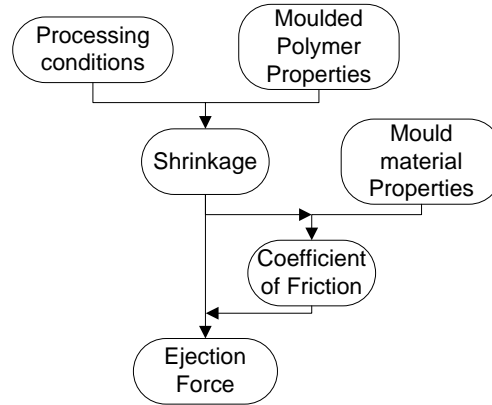 Processing
conditions
Moulded
Polymer
Properties
Shrinkage
Mould
material
Properties
Coefficient
of Friction
Ejection
Force